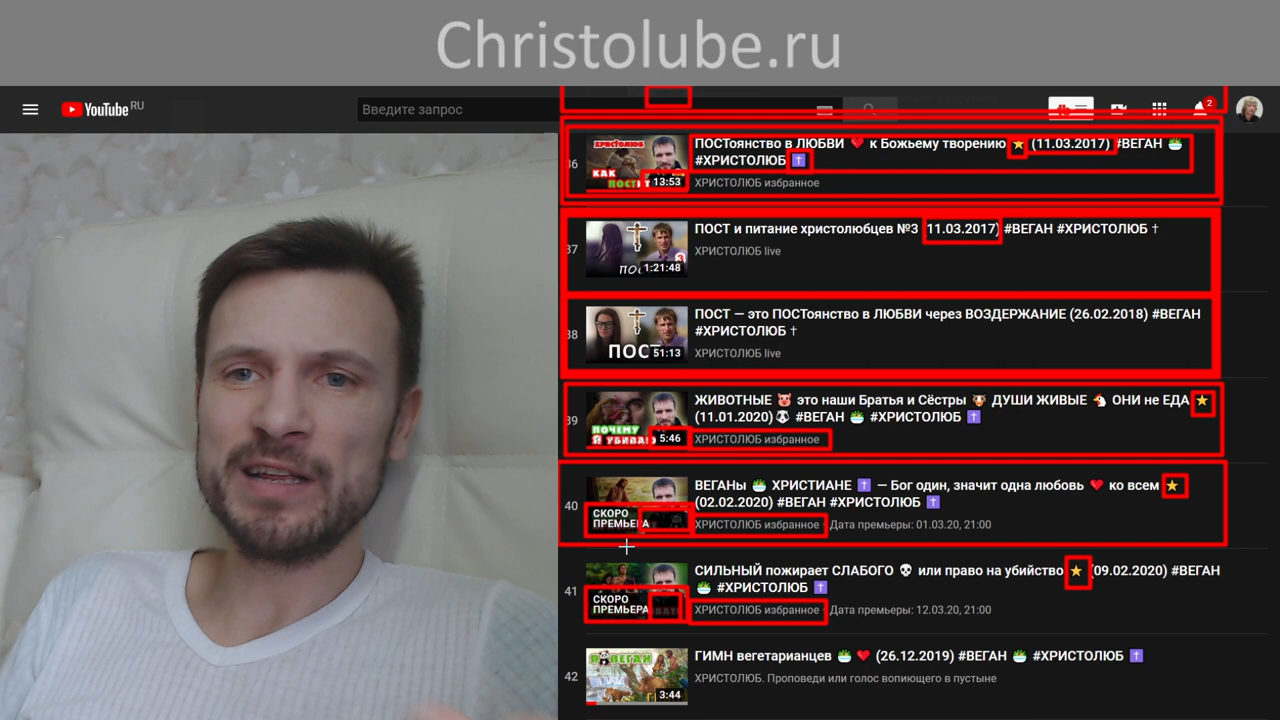 Christolube.ru
YouTube RU
Введите запрос
2
36
ХРИСТОЛЮБ
КАК
13:53
ПОСТоянство в ЛЮБВИ ❤️ к Божьему творению ⭐ (11.03.2017) #ВЕГАН 🥗
#ХРИСТОЛЮБ ✝️
ХРИСТОЛЮБ избранное
37
3
1:21:48
ПОСТ и питание христолюбцев №3 11.03.2017) #ВЕГАН #ХРИСТОЛЮБ †
ХРИСТОЛЮБ live
38
ПОСТ
51:13
ПОСТ — это ПОСТоянство в ЛЮБВИ через ВОЗДЕРЖАНИЕ (26.02.2018) #ВЕГАН
#ХРИСТОЛЮБ †
ХРИСТОЛЮБ live
39
ПОЧЕМУ
Я УБИВАЮ
5:46
ЖИВОТНЫЕ 🐷 это наши Братья и Сёстры 🐮 ДУШИ ЖИВЫЕ 🐔 ОНИ не ЕДА ⭐
(11.01.2020) 🐼 #ВЕГАН 🥗 #ХРИСТОЛЮБ ✝️
ХРИСТОЛЮБ избранное
40
СКОРО
ПРЕМЬЕРА
ВЕГАНы 🥗 ХРИСТИАНЕ ✝️ — Бог один, значит одна любовь ❤️ ко всем ⭐
(02.02.2020) #ВЕГАН #ХРИСТОЛЮБ ✝️
ХРИСТОЛЮБ избранное · Дата премьеры: 01.03.20, 21:00
41
СКОРО
ПРЕМЬЕРА
СИЛЬНЫЙ пожирает СЛАБОГО 💀 или право на убийство ⭐ (09.02.2020) #ВЕГАН
🥗 #ХРИСТОЛЮБ ✝️
ХРИСТОЛЮБ избранное · Дата премьеры: 12.03.20, 21:00
42
Я ВЕГАН
3:44
ГИМН вегетарианцев 🥗 ❤️ (26.12.2019) #ВЕГАН 🥗 #ХРИСТОЛЮБ ✝️
ХРИСТОЛЮБ. Проповеди или голос вопиющего в пустыне